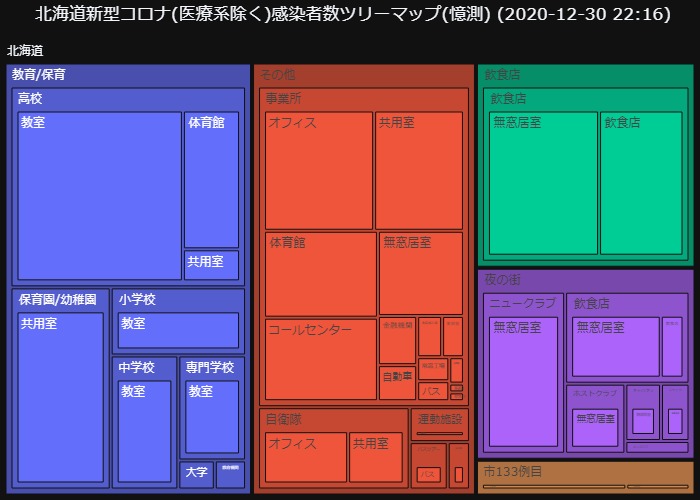 北海道新型コロナ(医療系除く)感染者数ツリーマップ(憶測) (2020-12-30 22:16)
北海道
教育/保育
高校
教室
体育館
共用室
保育園/幼稚園
共用室
小学校
教室
中学校
教室
専門学校
教室
大学
その他
事業所
オフィス
共用室
体育館
無窓居室
コールセンター
金融機関
自動車
バス
自衛隊
オフィス
共用室
運動施設
バス
飲食店
飲食店
無窓居室
飲食店
夜の街
ニュークラブ
無窓居室
飲食店
無窓居室
ホストクラブ
無窓居室
市133例目